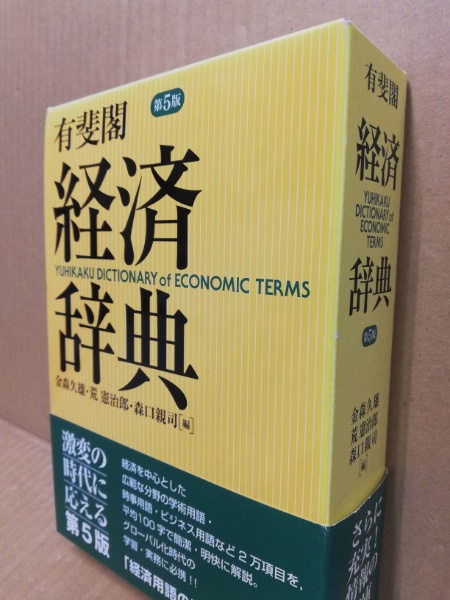 第5版
有斐閣
経済
YUHIKAKU DICTIONARY of ECONOMIC TERMS
辞典
金森久雄・荒 憲治郎・森口親司[編]
激変の
時代に
応える
第5版
経済を中心とした
広範な分野の学術用語・
時事用語・ビジネス用語など2万項目を、
平均100字で簡潔・明快に解説。
グローバル化時代の
学習・実務に必携!!
「経済用語の
有斐閣
経済
YUHIKAKU
DICTIONARY of
ECONOMIC
TERMS
辞典
第5版
金森久雄
荒 憲治郎
森口親司
[編]
さらに
充実!